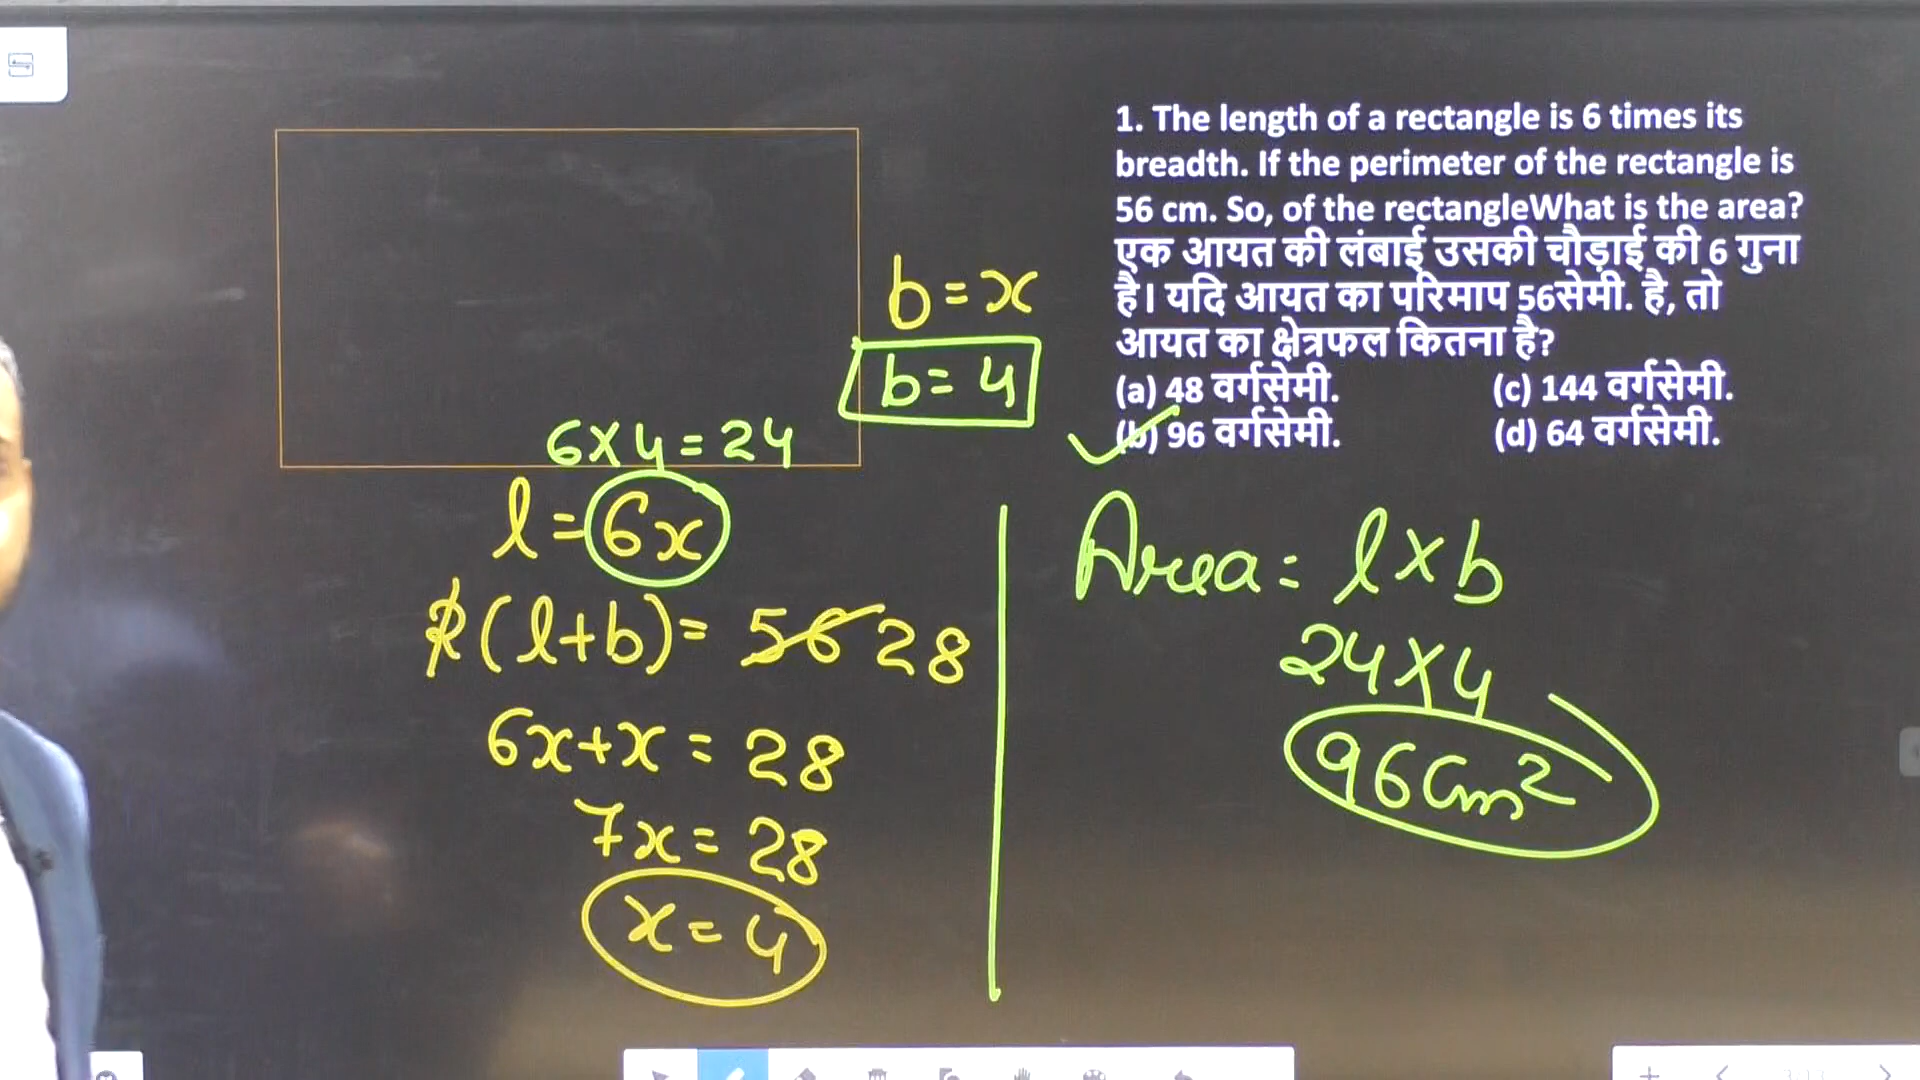 1. The length of a rectangle is 6 times its
breadth. If the perimeter of the rectangle is
56 cm. So, of the rectangleWhat is the area?
एक आयत की लंबाई उसकी चौड़ाई की 6 गुना
है। यदि आयत का परिमाप 56सेमी. है, तो
आयत का क्षेत्रफल कितना है?
(a) 48 वर्गसेमी. (c) 144 वर्गसेमी.
(b) 96 वर्गसेमी. (d) 64 वर्गसेमी.
b = x
b = 4
6 x 4 = 24
l = 6x
2(l+b) = 56 28
6x+x = 28
7x = 28
x = 4
Area = l x b
24 x 4
96 Cm²